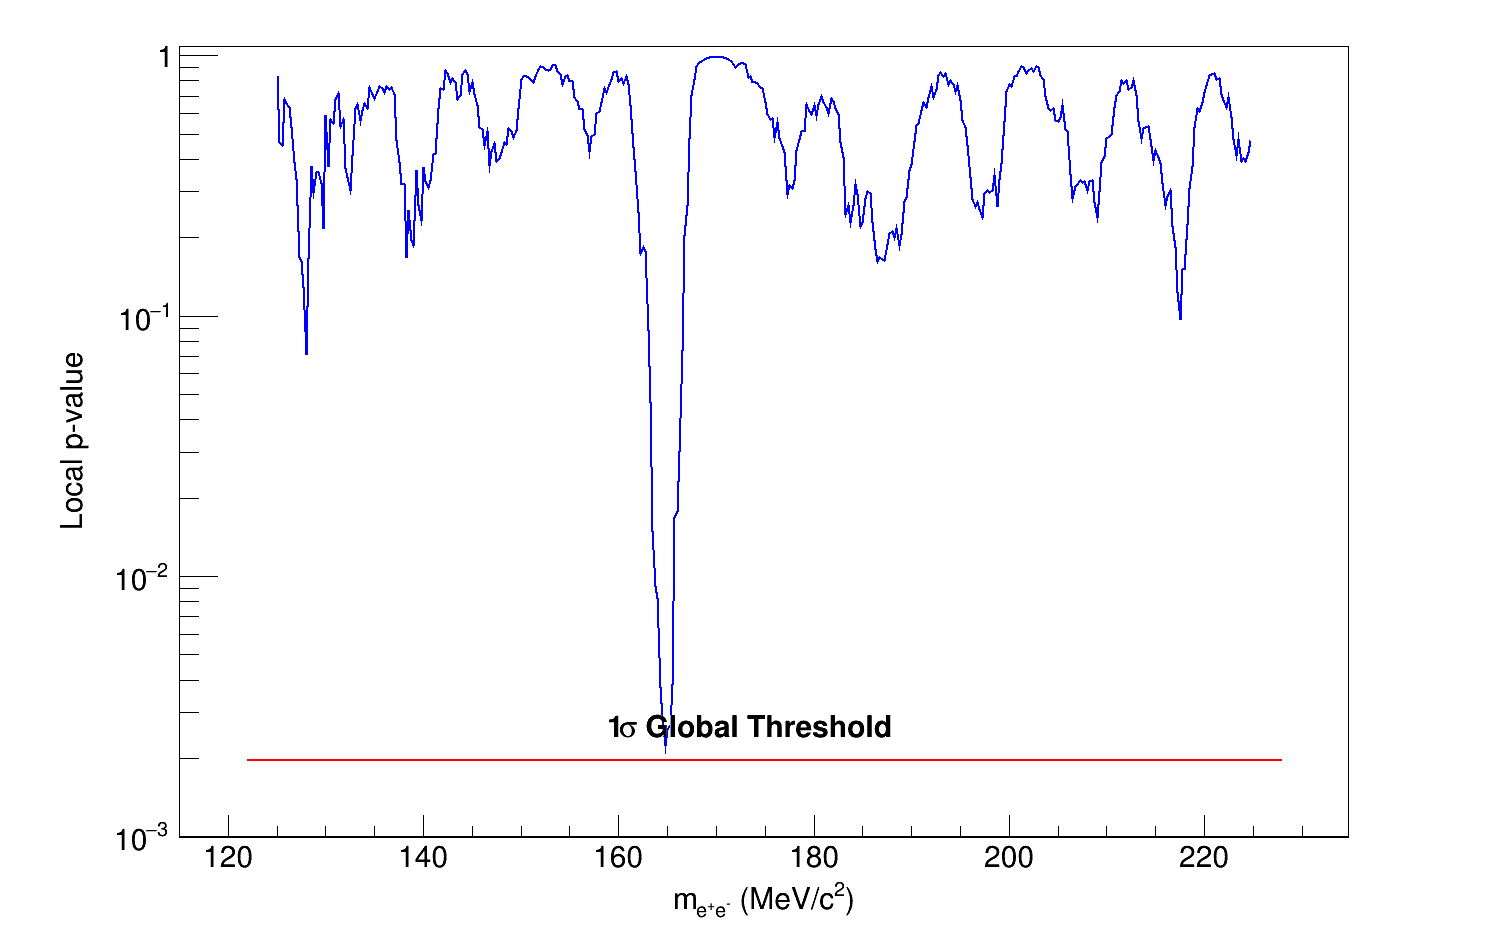 1
10⁻¹
10⁻²
10⁻³
Local p-value
1σ Global Threshold
120 140 160 180 200 220
m_{e⁺e⁻} (MeV/c²)